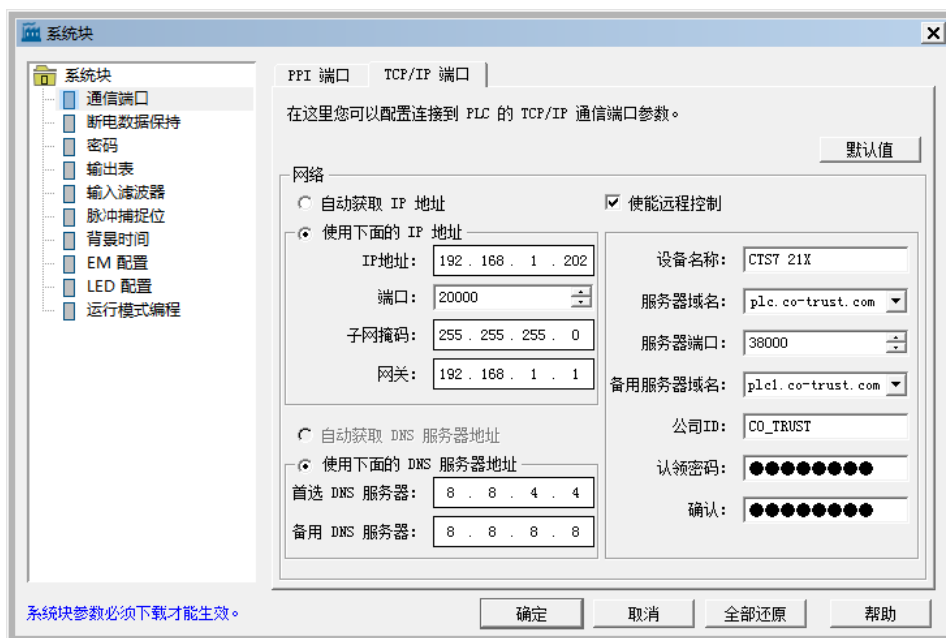 系统块
系统块
通信端口
断电数据保持
密码
输出表
输入滤波器
脉冲捕捉位
背景时间
EM 配置
LED 配置
运行模式编程
PPI 端口
TCP/IP 端口
在这里您可以配置连接到 PLC 的 TCP/IP 通信端口参数。
默认值
网络
自动获取 IP 地址
使用下面的 IP 地址
IP地址: 192 . 168 . 1 . 202
端口: 20000
子网掩码: 255 . 255 . 255 . 0
网关: 192 . 168 . 1 . 1
自动获取 DNS 服务器地址
使用下面的 DNS 服务器地址
首选 DNS 服务器: 8 . 8 . 4 . 4
备用 DNS 服务器: 8 . 8 . 8 . 8
使能远程控制
设备名称: CTS7 21X
服务器域名: plc.co-trust.com
服务器端口: 38000
备用服务器域名: plc1.co-trust.com
公司ID: CO_TRUST
认领密码: ●●●●●●●●
确认: ●●●●●●●●
系统块参数必须下载才能生效。
确定
取消
全部还原
帮助